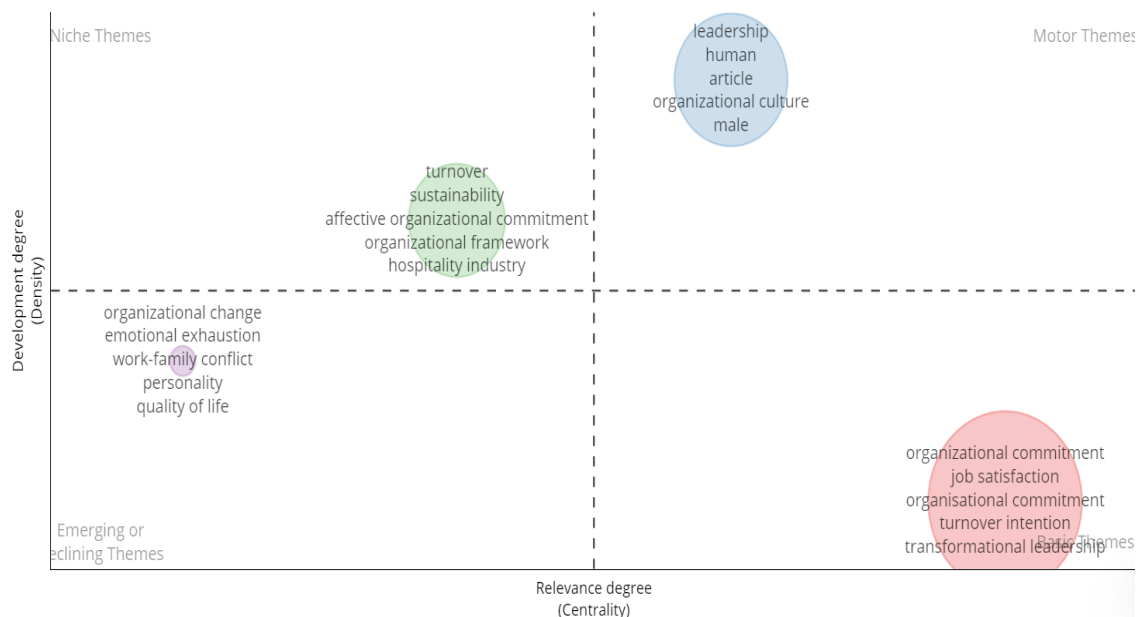 Niche Themes
Motor Themes
leadership
human
article
organizational culture
male
turnover
sustainability
affective organizational commitment
organizational framework
hospitality industry
Development degree
(Density)
organizational change
emotional exhaustion
work-family conflict
personality
quality of life
organizational commitment
job satisfaction
organisational commitment
turnover intention
transformational leadership
Basic Themes
Emerging or
eclining Themes
Relevance degree
(Centrality)